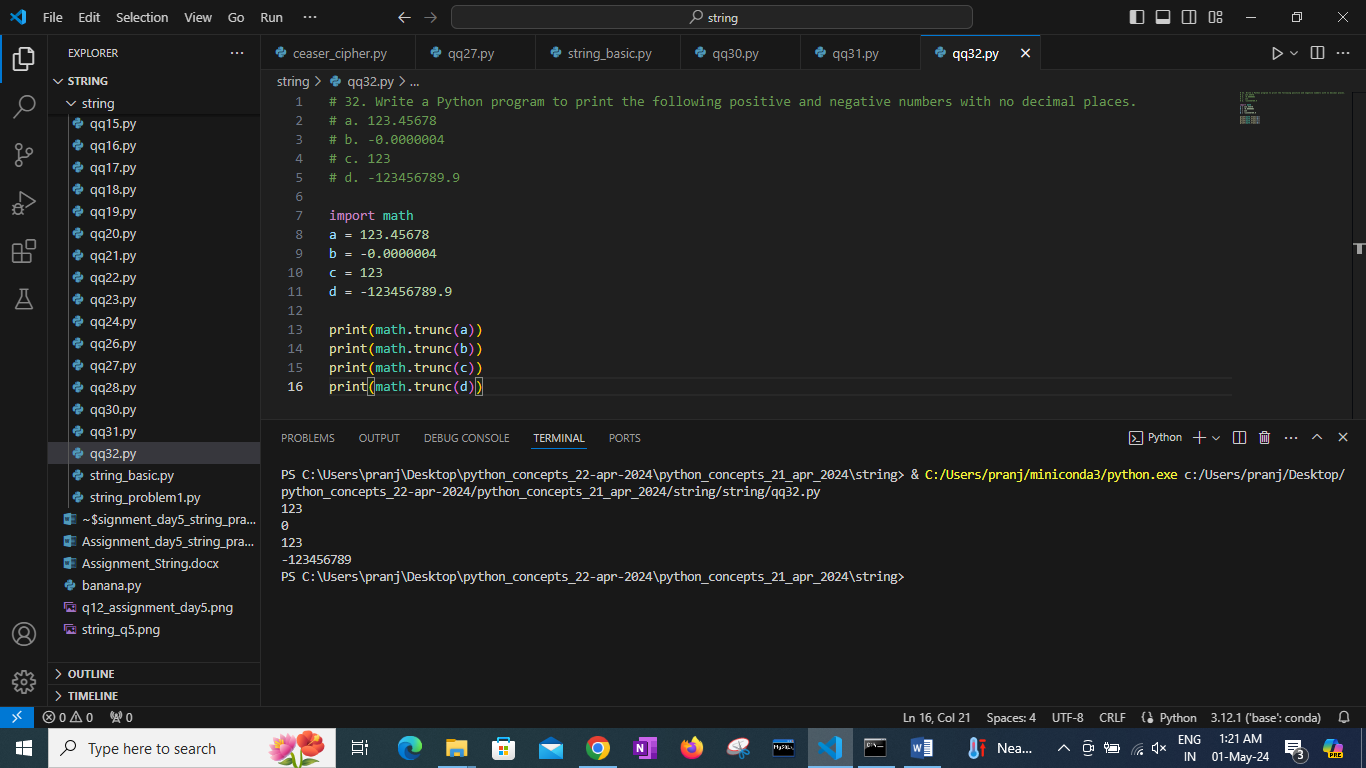 File Edit Selection View Go Run ··· string
EXPLORER ···
STRING
string
qq15.py
qq16.py
qq17.py
qq18.py
qq19.py
qq20.py
qq21.py
qq22.py
qq23.py
qq24.py
qq26.py
qq27.py
qq28.py
qq30.py
qq31.py
qq32.py
string_basic.py
string_problem1.py
~$signment_day5_string_pra...
Assignment_day5_string_pra...
Assignment_String.docx
banana.py
q12_assignment_day5.png
string_q5.png
OUTLINE
TIMELINE
ceaser_cipher.py qq27.py string_basic.py qq30.py qq31.py qq32.py
string > qq32.py > ...
1 # 32. Write a Python program to print the following positive and negative numbers with no decimal places.
2 # a. 123.45678
3 # b. -0.0000004
4 # c. 123
5 # d. -123456789.9
6
7 import math
8 a = 123.45678
9 b = -0.0000004
10 c = 123
11 d = -123456789.9
12
13 print(math.trunc(a))
14 print(math.trunc(b))
15 print(math.trunc(c))
16 print(math.trunc(d))
PROBLEMS OUTPUT DEBUG CONSOLE TERMINAL PORTS Python
PS C:\Users\pranj\Desktop\python_concepts_22-apr-2024\python_concepts_21_apr_2024\string> & C:/Users/pranj/miniconda3/python.exe c:/Users/pranj/Desktop/
python_concepts_22-apr-2024/python_concepts_21_apr_2024/string/string/qq32.py
123
0
123
-123456789
PS C:\Users\pranj\Desktop\python_concepts_22-apr-2024\python_concepts_21_apr_2024\string>
0 0 0 Ln 16, Col 21 Spaces: 4 UTF-8 CRLF Python 3.12.1 ('base': conda)
Type here to search Nea... ENG 1:21 AM
IN 01-May-24 3